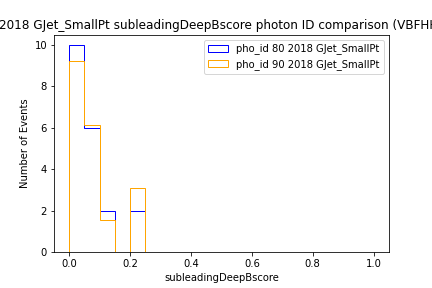 2018 GJet_SmallPt subleadingDeepBscore photon ID comparison (VBFHH
pho_id 80 2018 GJet_SmallPt
pho_id 90 2018 GJet_SmallPt
Number of Events
10
8
6
4
2
0
0.0 0.2 0.4 0.6 0.8 1.0
subleadingDeepBscore